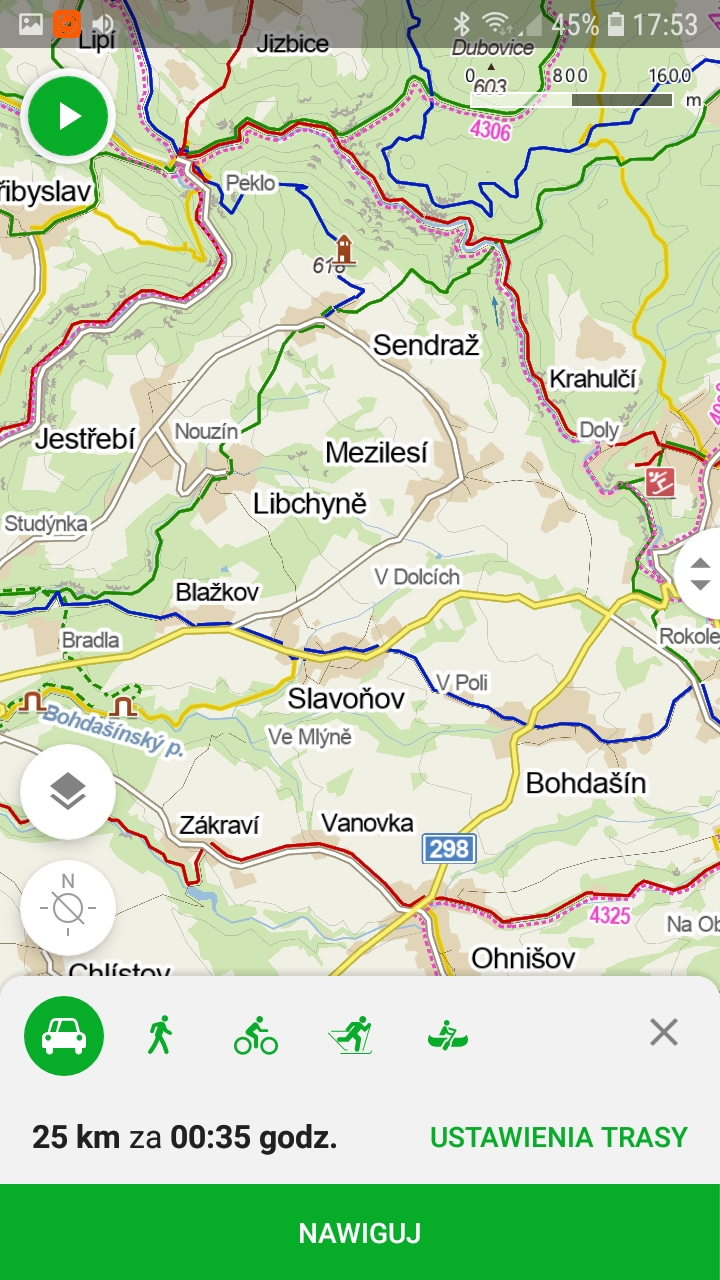 45% 17:53
Lipí
Jizbice
Dubovice
603
0 800 1600
m
4306
Peklo
řibyslav
Sendraž
Krahulčí
Doly
Jestřebí
Nouzín
Mezilesí
Libchyně
Studýnka
V Dolcích
Blažkov
Bradla
Rokole
V Poli
Slavoňov
Bohdašínský p.
Ve Mlýně
Bohdašín
Zákraví
Vanovka
298
N
4325
Na Ob
Ohnišov
Chlístov
25 km za 00:35 godz.
USTAWIENIA TRASY
NAWIGUJ